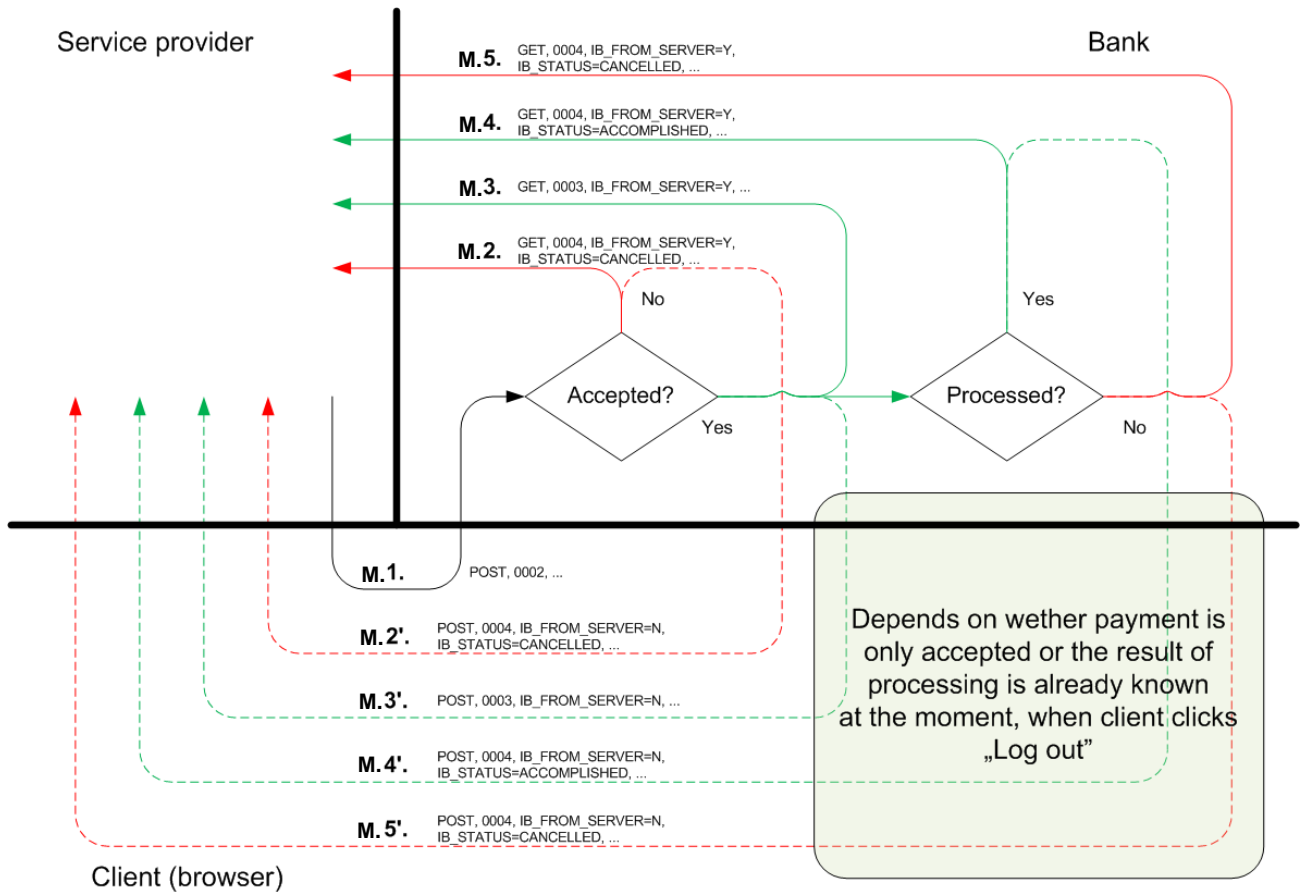 Service provider
Bank
M.5. GET, 0004, IB_FROM_SERVER=Y,
IB_STATUS=CANCELLED, ...
M.4. GET, 0004, IB_FROM_SERVER=Y,
IB_STATUS=ACCOMPLISHED, ...
M.3. GET, 0003, IB_FROM_SERVER=Y, ...
M.2. GET, 0004, IB_FROM_SERVER=Y,
IB_STATUS=CANCELLED, ...
No
Yes
Accepted?
Processed?
Yes
No
M.1. POST, 0002, ...
M.2'. POST, 0004, IB_FROM_SERVER=N,
IB_STATUS=CANCELLED, ...
M.3'. POST, 0003, IB_FROM_SERVER=N, ...
M.4'. POST, 0004, IB_FROM_SERVER=N,
IB_STATUS=ACCOMPLISHED, ...
M.5'. POST, 0004, IB_FROM_SERVER=N,
IB_STATUS=CANCELLED, ...
Depends on wether payment is
only accepted or the result of
processing is already known
at the moment, when client clicks
„Log out”
Client (browser)